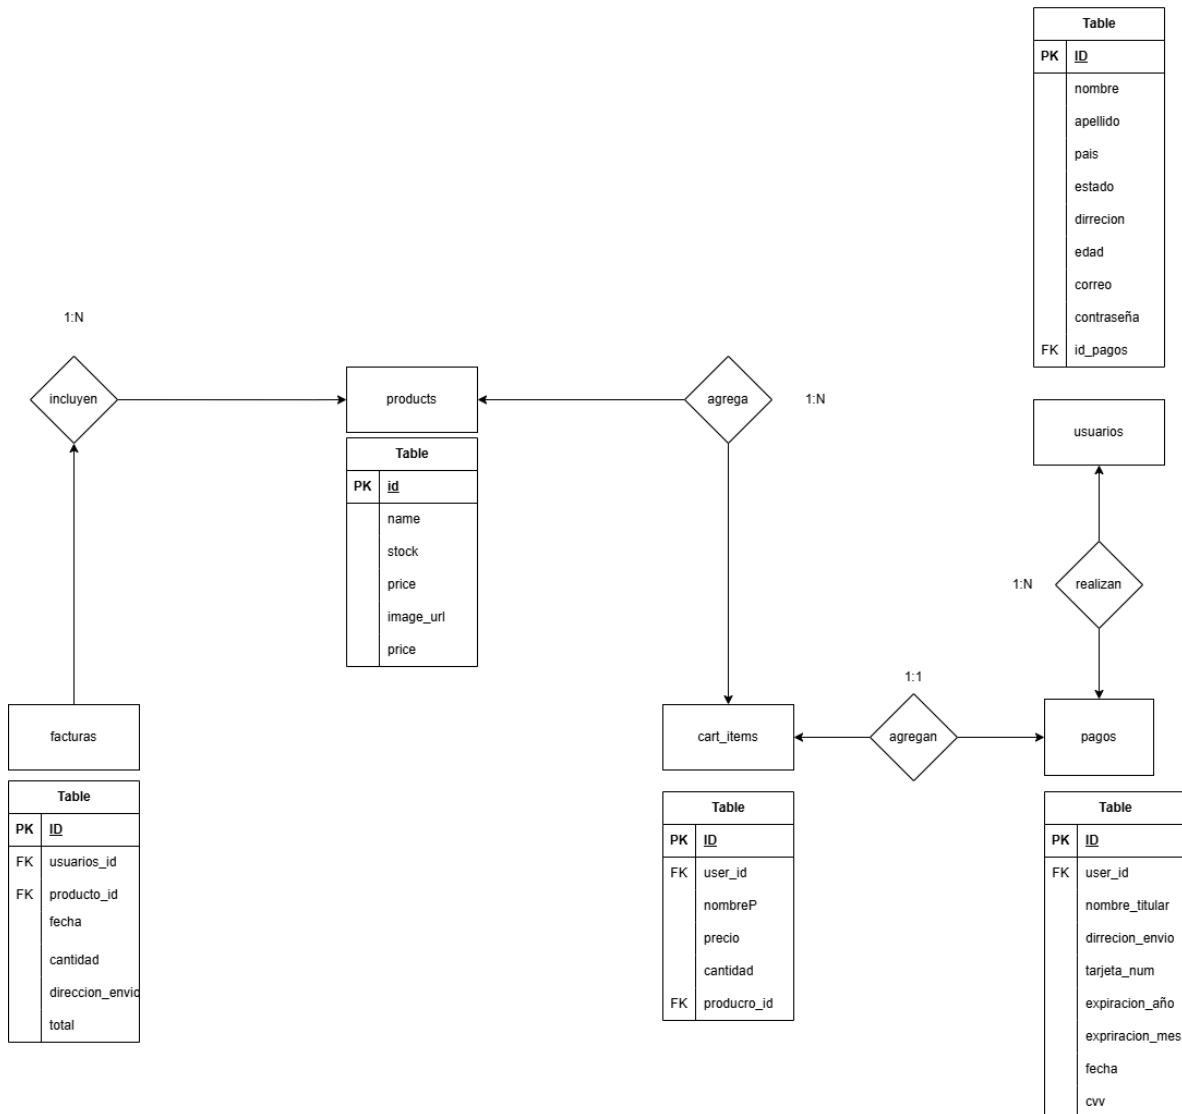 Table
PK ID
nombre
apellido
pais
estado
dirrecion
edad
correo
contraseña
FK id_pagos
1:N
incluyen
products
agrega
1:N
usuarios
Table
PK id
name
stock
price
image_url
price
1:N
realizan
1:1
facturas
cart_items
agregan
pagos
Table
PK ID
FK usuarios_id
FK producto_id
fecha
cantidad
direccion_envio
total
Table
PK ID
FK user_id
nombreP
precio
cantidad
FK producro_id
Table
PK ID
FK user_id
nombre_titular
dirrecion_envio
tarjeta_num
expiracion_año
expriracion_mes
fecha
cvv